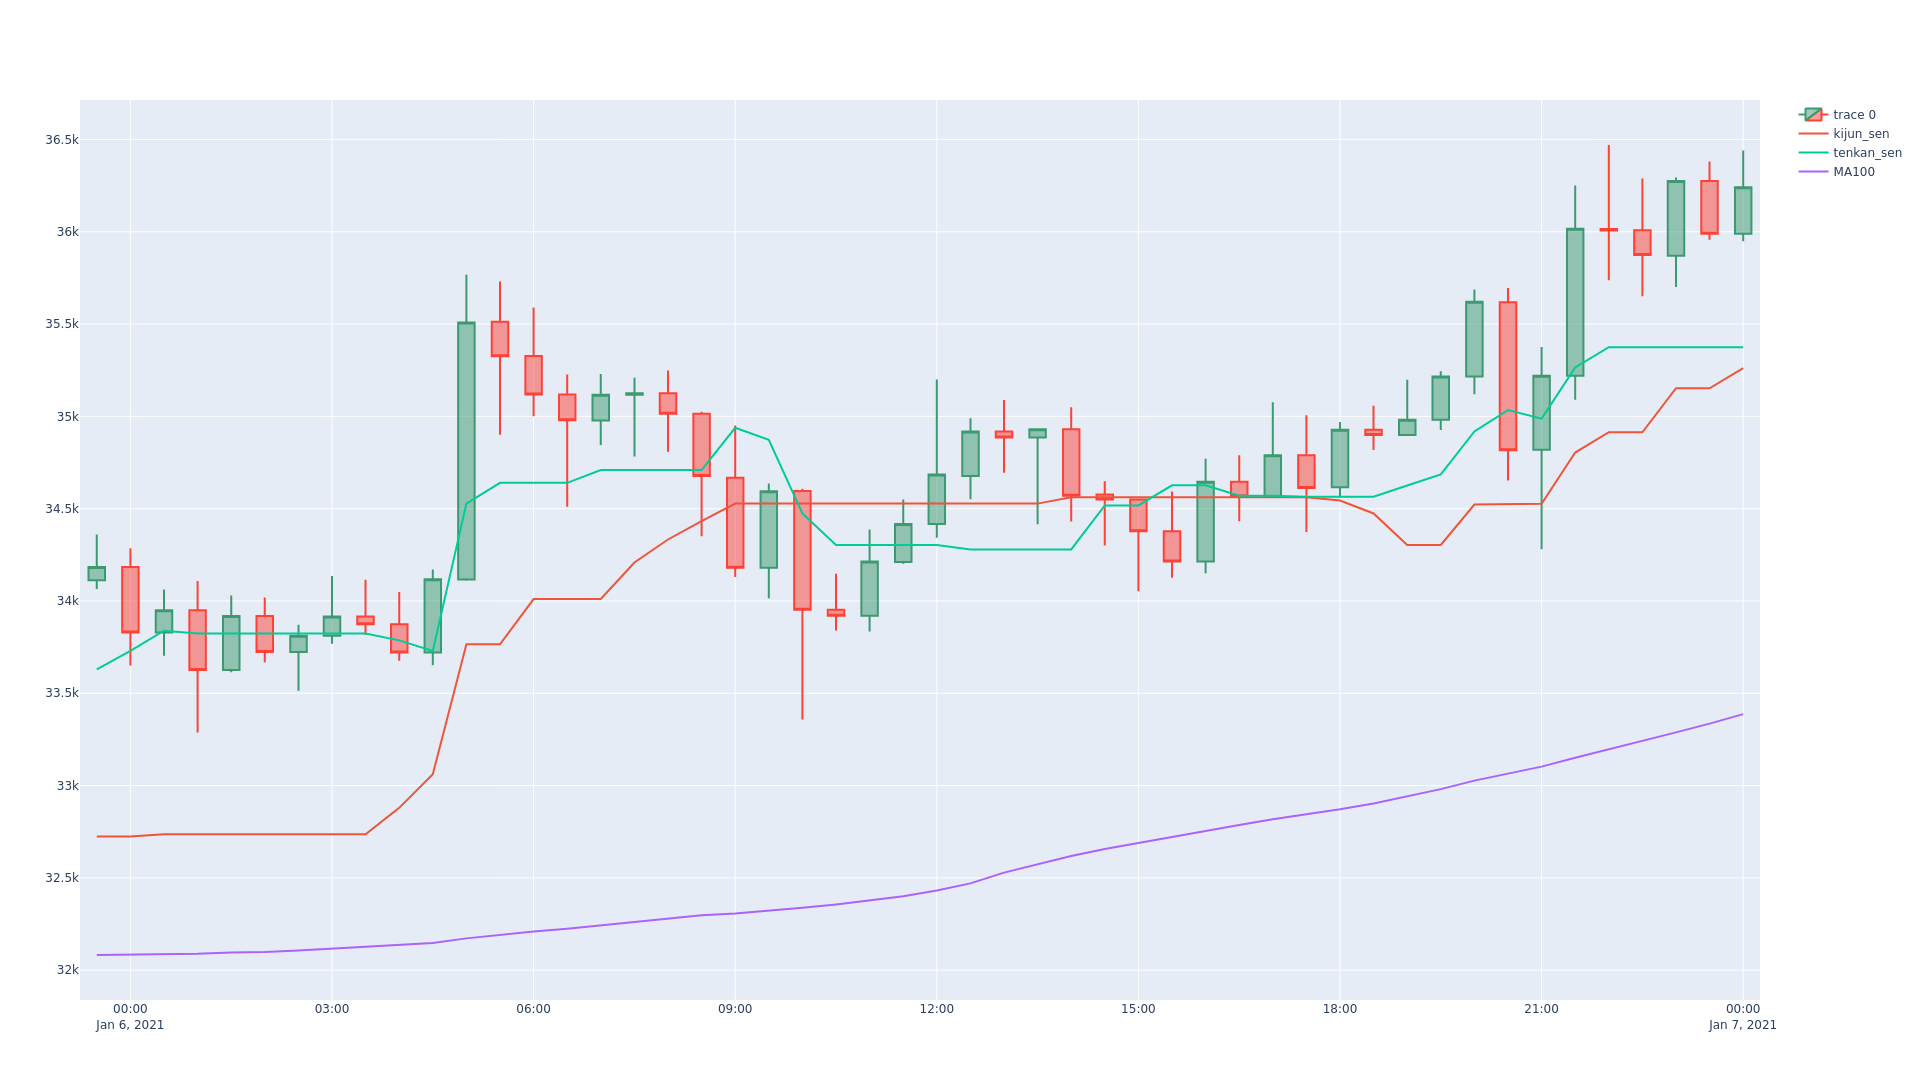 36.5k
36k
35.5k
35k
34.5k
34k
33.5k
33k
32.5k
32k
00:00
Jan 6, 2021
03:00
06:00
09:00
12:00
15:00
18:00
21:00
00:00
Jan 7, 2021
trace 0
kijun_sen
tenkan_sen
MA100